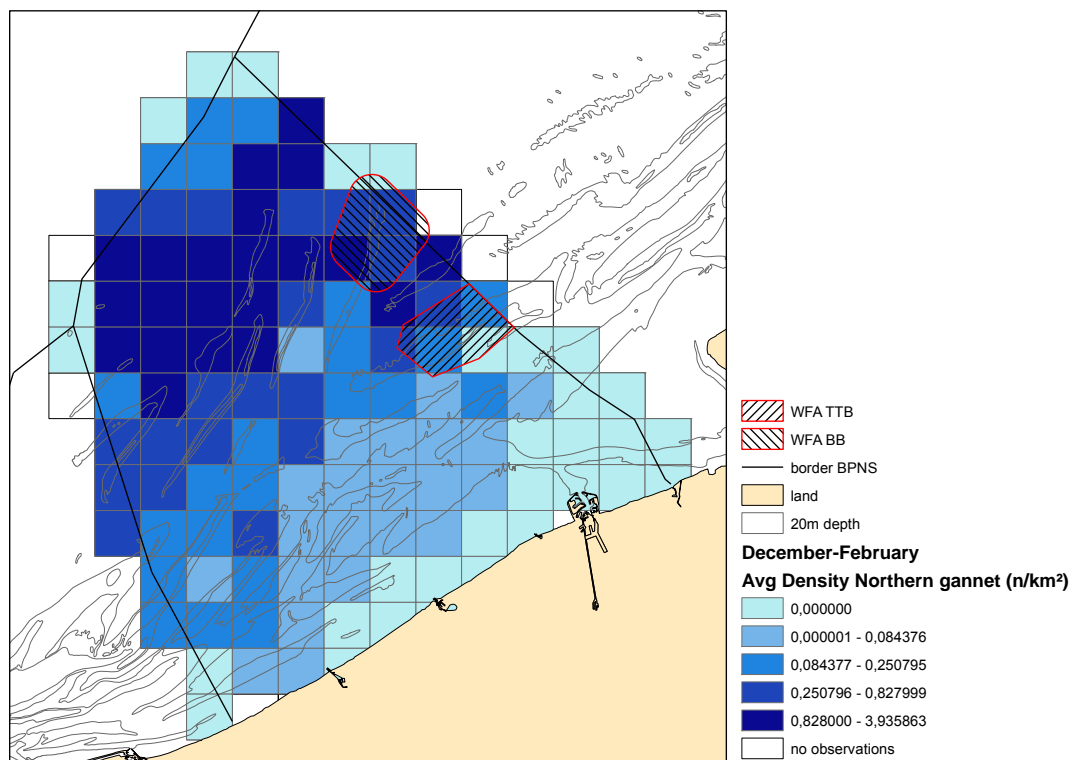 WFA TTB
WFA BB
border BPNS
land
20m depth
December-February
Avg Density Northern gannet (n/km²)
0,000000
0,000001 - 0,084376
0,084377 - 0,250795
0,250796 - 0,827999
0,828000 - 3,935863
no observations